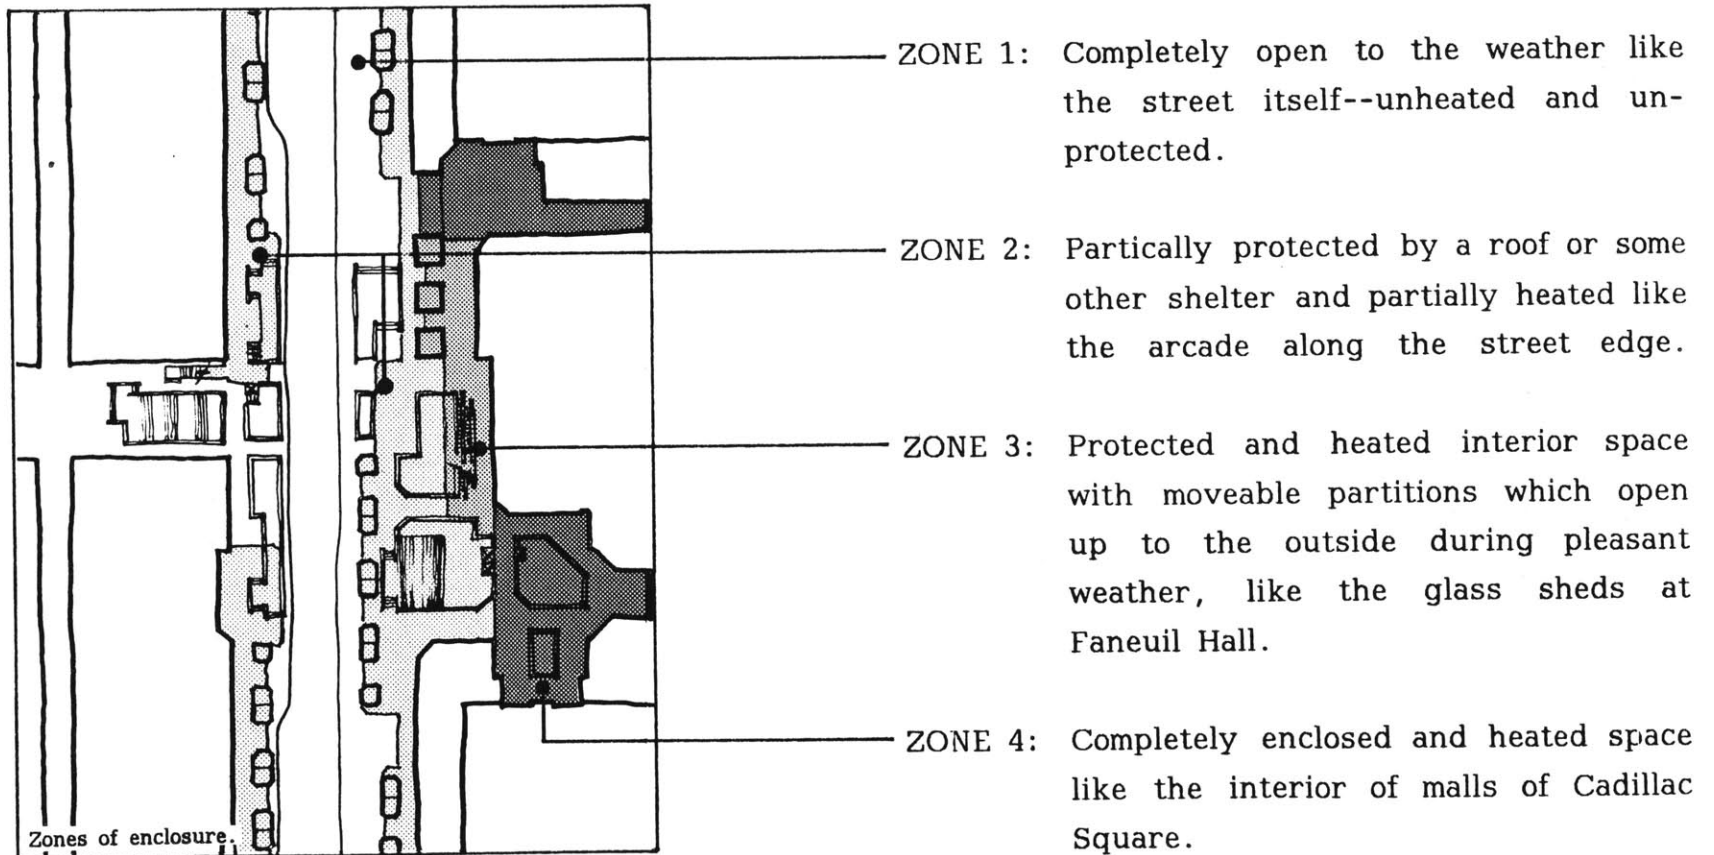 ZONE 1: Completely open to the weather like
the street itself--unheated and un-
protected.
ZONE 2: Partically protected by a roof or some
other shelter and partially heated like
the arcade along the street edge.
ZONE 3: Protected and heated interior space
with moveable partitions which open
up to the outside during pleasant
weather, like the glass sheds at
Faneuil Hall.
ZONE 4: Completely enclosed and heated space
like the interior of malls of Cadillac
Square.
Zones of enclosure.